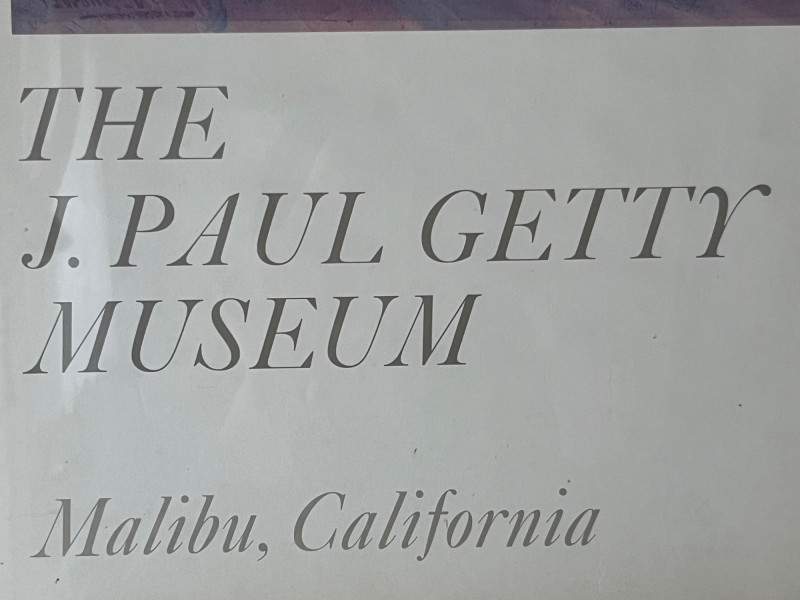 THE
J. PAUL GETTY
MUSEUM
Malibu, California